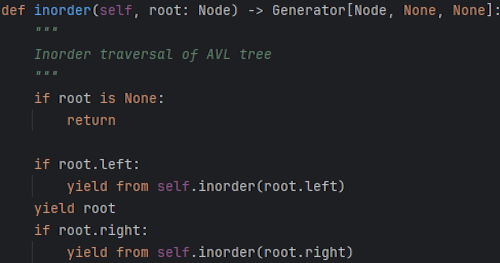 def inorder(self, root: Node) -> Generator[Node, None, None]:
    """
    Inorder traversal of AVL tree
    """
    if root is None:
        return

    if root.left:
        yield from self.inorder(root.left)
    yield root
    if root.right:
        yield from self.inorder(root.right)